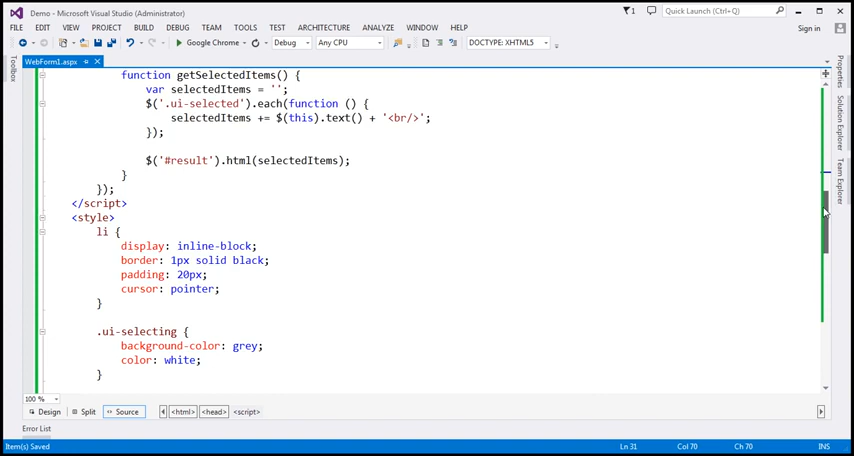 Demo - Microsoft Visual Studio (Administrator)
1
Quick Launch (Ctrl+Q)
FILE EDIT VIEW PROJECT BUILD DEBUG TEAM TOOLS TEST ARCHITECTURE ANALYZE WINDOW HELP
Sign in
Google Chrome Debug Any CPU DOCTYPE: XHTML5
Toolbox
WebForm1.aspx
Properties
Solution Explorer
Team Explorer
function getSelectedItems() {
var selectedItems = '';
$('.ui-selected').each(function () {
selectedItems += $(this).text() + '<br/>';
});
$('#result').html(selectedItems);
}
});
</script>
<style>
li {
display: inline-block;
border: 1px solid black;
padding: 20px;
cursor: pointer;
}
.ui-selecting {
background-color: grey;
color: white;
}
100 %
Design Split Source <html> <head> <script>
Error List
Item(s) Saved Ln 31 Col 70 Ch 70 INS